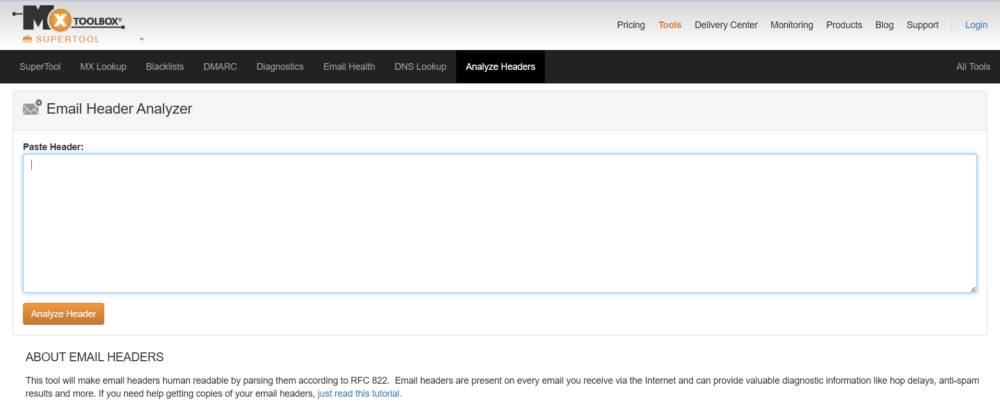 MX TOOLBOX®
SUPERTOOL
Pricing Tools Delivery Center Monitoring Products Blog Support Login
SuperTool MX Lookup Blacklists DMARC Diagnostics Email Health DNS Lookup Analyze Headers All Tools
Email Header Analyzer
Paste Header:
Analyze Header
ABOUT EMAIL HEADERS
This tool will make email headers human readable by parsing them according to RFC 822.  Email headers are present on every email you receive via the Internet and can provide valuable diagnostic information like hop delays, anti-spam
results and more. If you need help getting copies of your email headers, just read this tutorial.